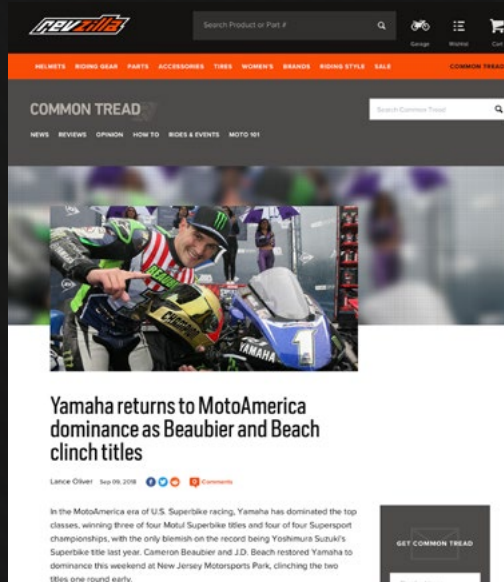 REVZILLA
Search Product or Part #
Garage
Wishlist
Cart
HELMETS RIDING GEAR PARTS ACCESSORIES TIRES WOMEN'S BRANDS RIDING STYLE SALE COMMON TREAD
COMMON TREAD
Search Common Tread
NEWS REVIEWS OPINION HOW TO RIDES & EVENTS MOTO 101
BEAUBIER
YAMAHA
1
Yamaha returns to MotoAmerica
dominance as Beaubier and Beach
clinch titles
Lance Oliver Sep 09, 2018 Comments
In the MotoAmerica era of U.S. Superbike racing, Yamaha has dominated the top
classes, winning three of four Motul Superbike titles and four of four Supersport
championships, with the only blemish on the record being Yoshimura Suzuki's
Superbike title last year. Cameron Beaubier and J.D. Beach restored Yamaha to
dominance this weekend at New Jersey Motorsports Park, clinching the two
titles one round early.
GET COMMON TREAD